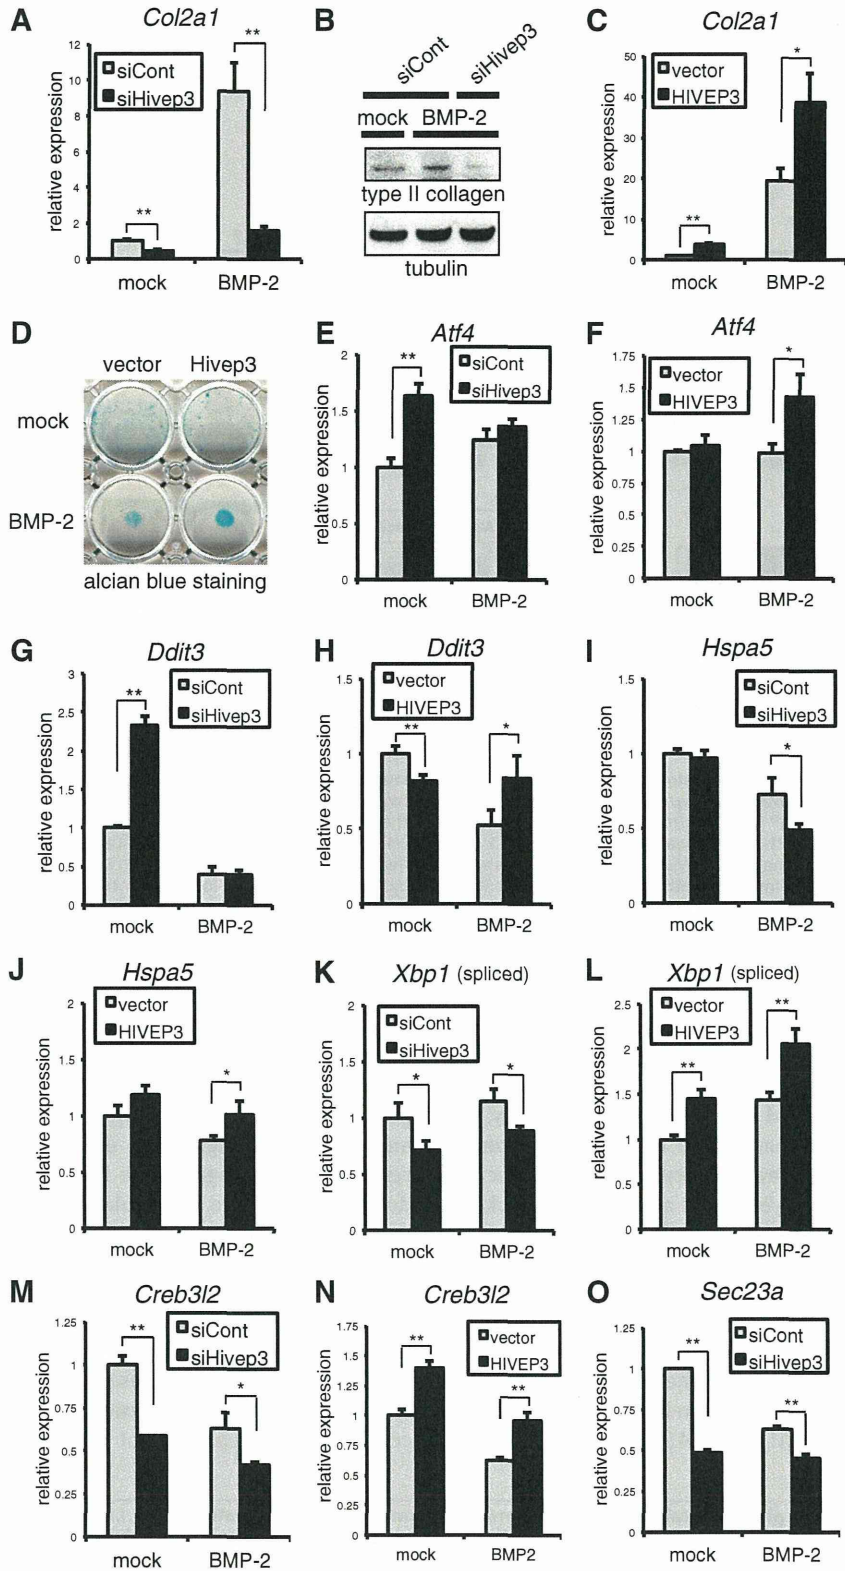 A
Col2a1
relative expression
12
10
8
6
4
2
0
**
**
siCont
siHivep3
mock
BMP-2
B
siCont
siHivep3
mock
BMP-2
type II collagen
tubulin
C
Col2a1
relative expression
50
40
30
20
10
0
**
*
vector
HIVEP3
mock
BMP-2
D
vector
Hivep3
mock
BMP-2
alcian blue staining
E
Atf4
relative expression
2
1.5
1
0.5
0
**
siCont
siHivep3
mock
BMP-2
F
Atf4
relative expression
1.75
1.5
1.25
1
0.75
0.5
0.25
0
*
vector
HIVEP3
mock
BMP-2
G
Ddit3
relative expression
3
2.5
1.5
1
0.5
0
**
siCont
siHivep3
mock
BMP-2
H
Ddit3
relative expression
1.5
1
0.5
0
**
*
vector
HIVEP3
mock
BMP-2
I
Hspa5
relative expression
1.5
1
0.5
0
*
siCont
siHivep3
mock
BMP-2
J
Hspa5
relative expression
2
1.5
1
0.5
0
*
vector
HIVEP3
mock
BMP-2
K
Xbp1 (spliced)
relative expression
2
1.5
1
0.5
0
*
*
siCont
siHivep3
mock
BMP-2
L
Xbp1 (spliced)
relative expression
2.5
2
1.5
1
0.5
0
**
**
vector
HIVEP3
mock
BMP-2
M
Creb3l2
relative expression
1.25
1
0.75
0.5
0.25
0
**
*
siCont
siHivep3
mock
BMP-2
N
Creb3l2
relative expression
1.75
1.5
1.25
1
0.75
0.5
0.25
0
**
**
vector
HIVEP3
mock
BMP2
O
Sec23a
relative expression
1.25
1
0.75
0.5
0.25
0
**
**
siCont
siHivep3
mock
BMP-2